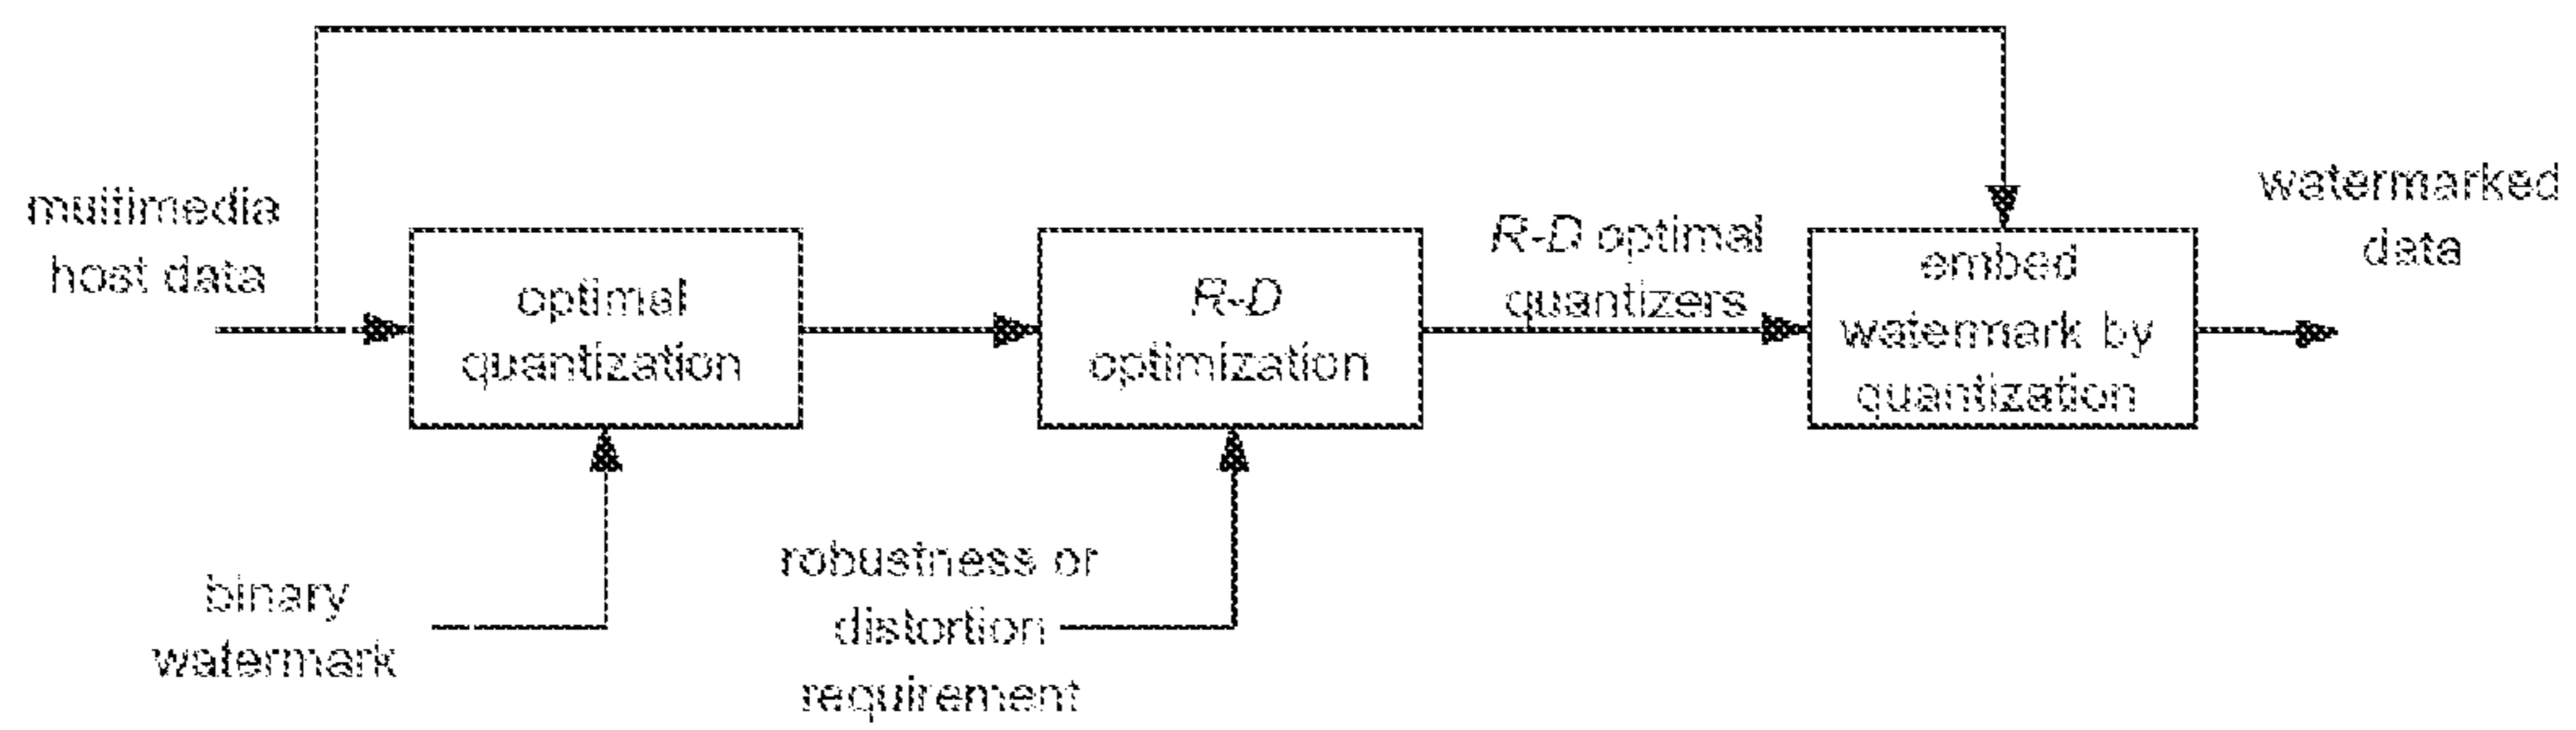 multimedia
host data
optimal
quantization
R-D
optimization
R-D optimal
quantizers
embed
watermark by
quantization
watermarked
data
binary
watermark
robustness or
distortion
requirement